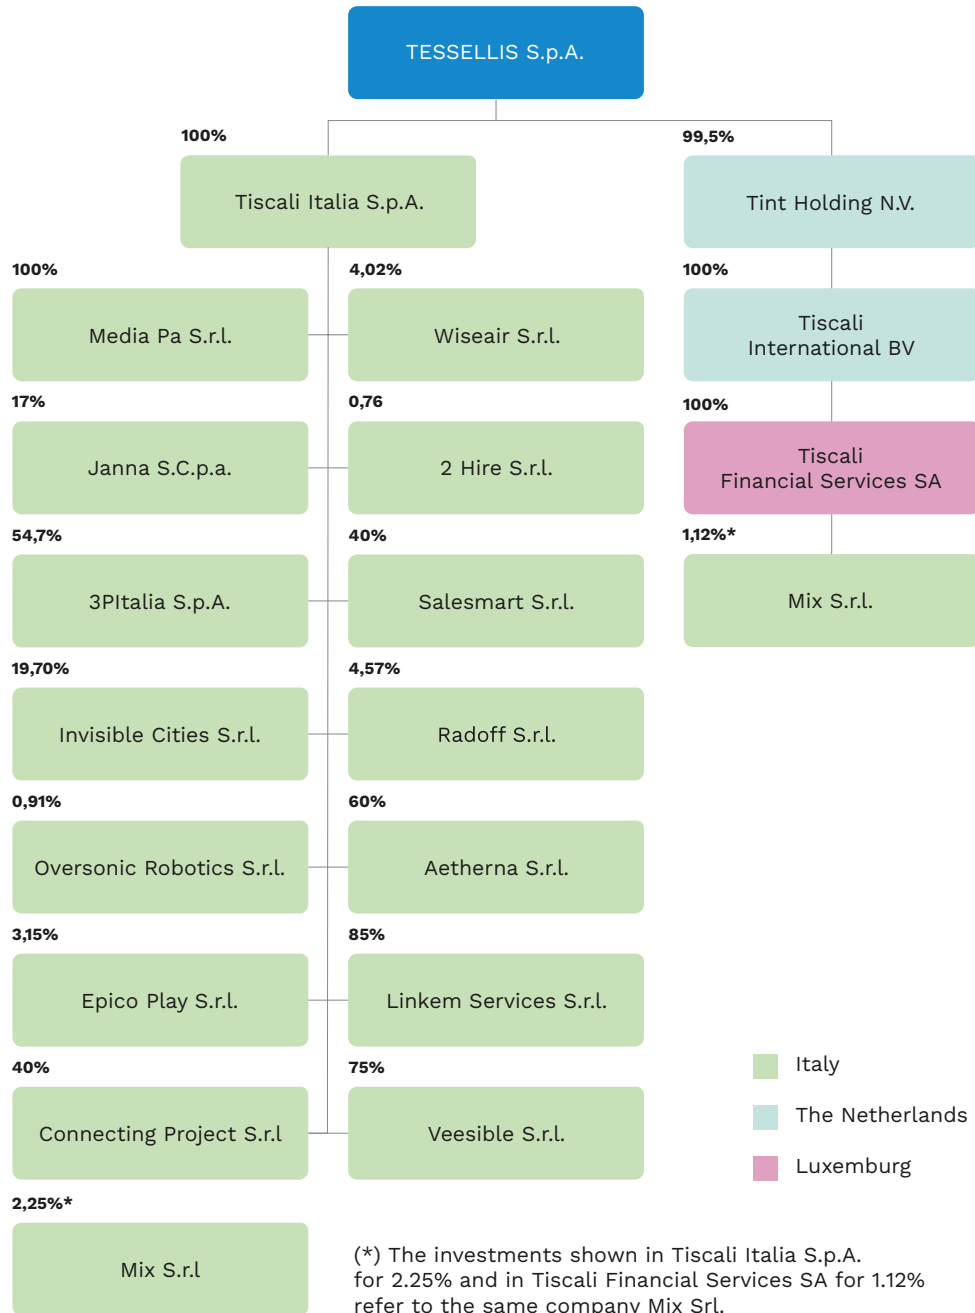 TESSELLIS S.p.A.
100%
99,5%
Tiscali Italia S.p.A.
Tint Holding N.V.
100%
4,02%
100%
Media Pa S.r.l.
Wiseair S.r.l.
Tiscali
International BV
17%
0,76
100%
Janna S.C.p.a.
2 Hire S.r.l.
Tiscali
Financial Services SA
54,7%
40%
1,12%*
3PItalia S.p.A.
Salesmart S.r.l.
Mix S.r.l.
19,70%
4,57%
Invisible Cities S.r.l.
Radoff S.r.l.
0,91%
60%
Oversonic Robotics S.r.l.
Aetherna S.r.l.
3,15%
85%
Epico Play S.r.l.
Linkem Services S.r.l.
40%
75%
Connecting Project S.r.l
Veesible S.r.l.
Italy
The Netherlands
Luxemburg
2,25%*
Mix S.r.l
(*) The investments shown in Tiscali Italia S.p.A.
for 2.25% and in Tiscali Financial Services SA for 1.12%
refer to the same company Mix Srl.